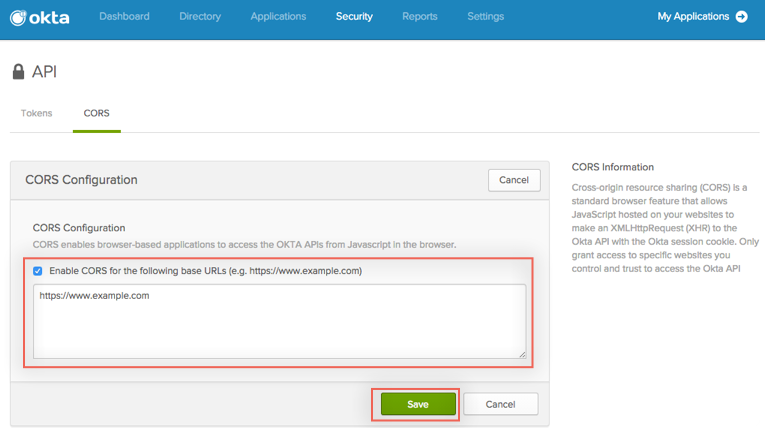 okta Dashboard Directory Applications Security Reports Settings My Applications
API
Tokens CORS
CORS Configuration Cancel
CORS Configuration
CORS enables browser-based applications to access the OKTA APIs from Javascript in the browser.
Enable CORS for the following base URLs (e.g. https://www.example.com)
https://www.example.com
Save Cancel
CORS Information
Cross-origin resource sharing (CORS) is a
standard browser feature that allows
JavaScript hosted on your websites to
make an XMLHttpRequest (XHR) to the
Okta API with the Okta session cookie. Only
grant access to specific websites you
control and trust to access the Okta API